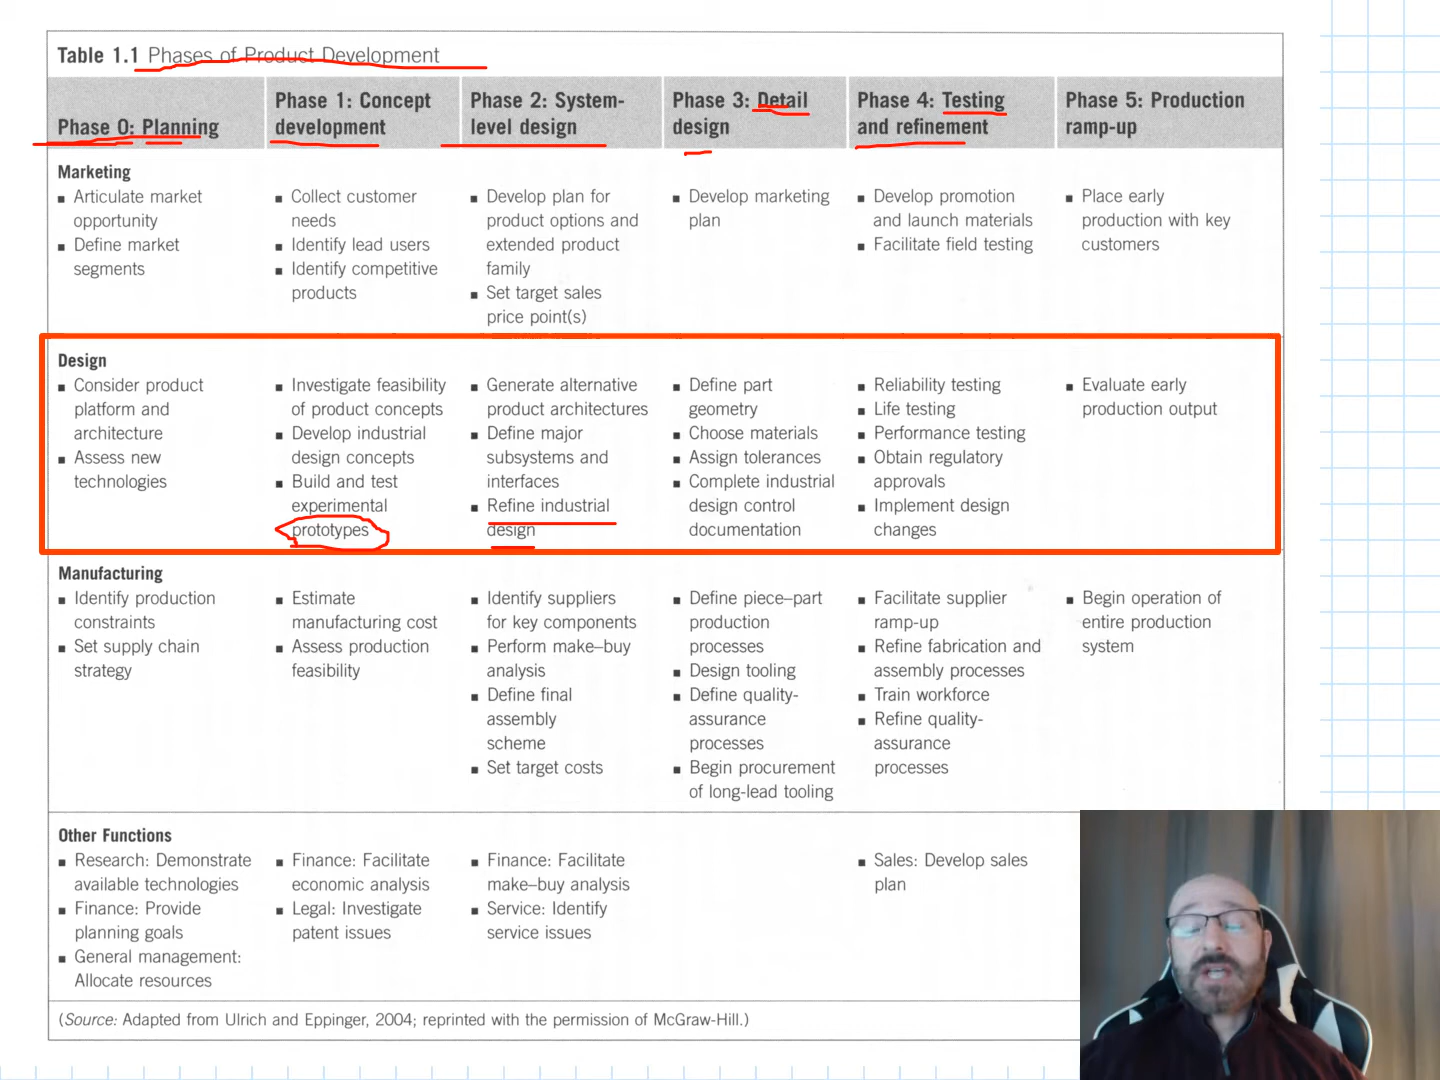 Table 1.1 Phases of Product Development
Phase 0: Planning
Phase 1: Concept
development
Phase 2: System-
level design
Phase 3: Detail
design
Phase 4: Testing
and refinement
Phase 5: Production
ramp-up
Marketing
▪ Articulate market
opportunity
▪ Define market
segments
▪ Collect customer
needs
▪ Identify lead users
▪ Identify competitive
products
▪ Develop plan for
product options and
extended product
family
▪ Set target sales
price point(s)
▪ Develop marketing
plan
▪ Develop promotion
and launch materials
▪ Facilitate field testing
▪ Place early
production with key
customers
Design
▪ Consider product
platform and
architecture
▪ Assess new
technologies
▪ Investigate feasibility
of product concepts
▪ Develop industrial
design concepts
▪ Build and test
experimental
prototypes
▪ Generate alternative
product architectures
▪ Define major
subsystems and
interfaces
▪ Refine industrial
design
▪ Define part
geometry
▪ Choose materials
▪ Assign tolerances
▪ Complete industrial
design control
documentation
▪ Reliability testing
▪ Life testing
▪ Performance testing
▪ Obtain regulatory
approvals
▪ Implement design
changes
▪ Evaluate early
production output
Manufacturing
▪ Identify production
constraints
▪ Set supply chain
strategy
▪ Estimate
manufacturing cost
▪ Assess production
feasibility
▪ Identify suppliers
for key components
▪ Perform make–buy
analysis
▪ Define final
assembly
scheme
▪ Set target costs
▪ Define piece–part
production
processes
▪ Design tooling
▪ Define quality-
assurance
processes
▪ Begin procurement
of long-lead tooling
▪ Facilitate supplier
ramp-up
▪ Refine fabrication and
assembly processes
▪ Train workforce
▪ Refine quality-
assurance
processes
▪ Begin operation of
entire production
system
Other Functions
▪ Research: Demonstrate
available technologies
▪ Finance: Provide
planning goals
▪ General management:
Allocate resources
▪ Finance: Facilitate
economic analysis
▪ Legal: Investigate
patent issues
▪ Finance: Facilitate
make–buy analysis
▪ Service: Identify
service issues
▪ Sales: Develop sales
plan
(Source: Adapted from Ulrich and Eppinger, 2004; reprinted with the permission of McGraw-Hill.)